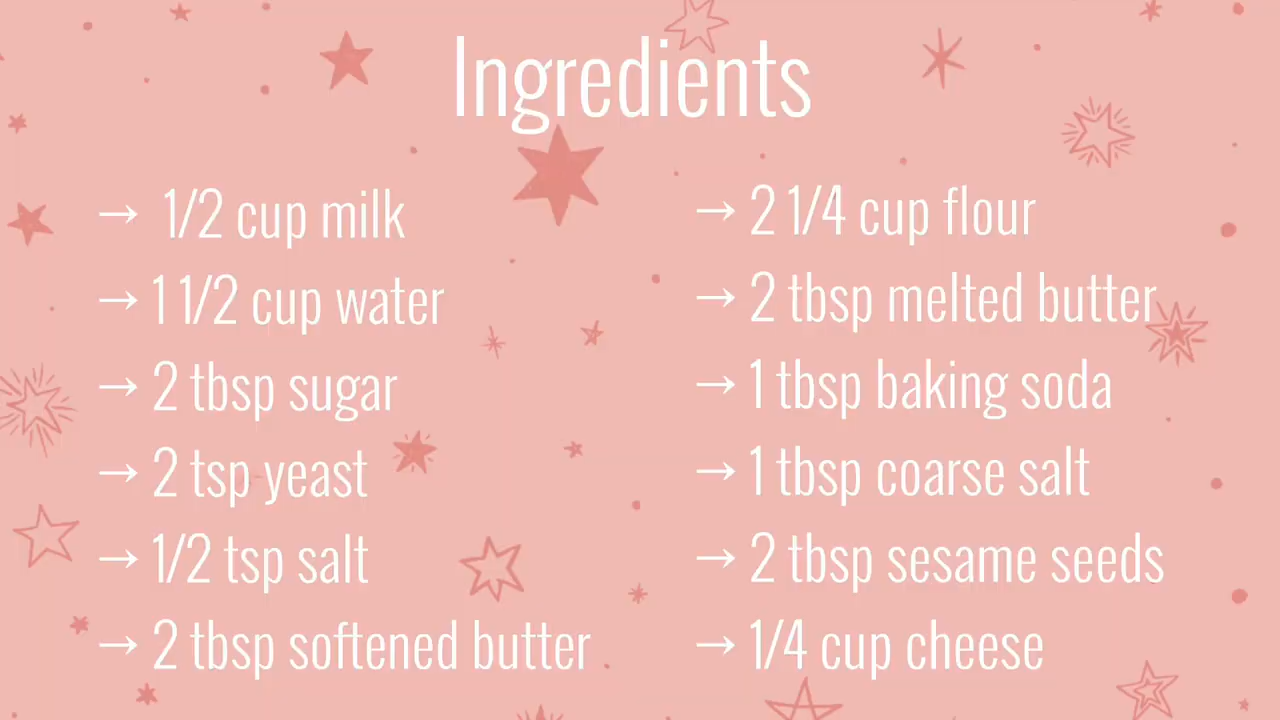 Ingredients
→ 1/2 cup milk
→ 1 1/2 cup water
→ 2 tbsp sugar
→ 2 tsp yeast
→ 1/2 tsp salt
→ 2 tbsp softened butter
→ 2 1/4 cup flour
→ 2 tbsp melted butter
→ 1 tbsp baking soda
→ 1 tbsp coarse salt
→ 2 tbsp sesame seeds
→ 1/4 cup cheese